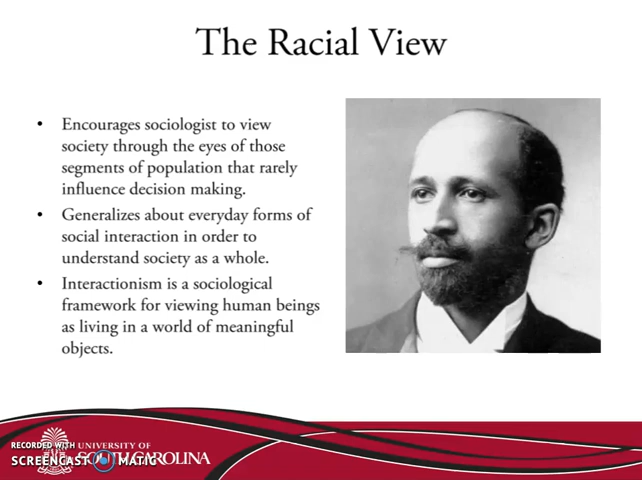 The Racial View
• Encourages sociologist to view
society through the eyes of those
segments of population that rarely
influence decision making.
• Generalizes about everyday forms of
social interaction in order to
understand society as a whole.
• Interactionism is a sociological
framework for viewing human beings
as living in a world of meaningful
objects.
RECORDED WITH
SCREENCAST MATIC
UNIVERSITY OF
SOUTH CAROLINA